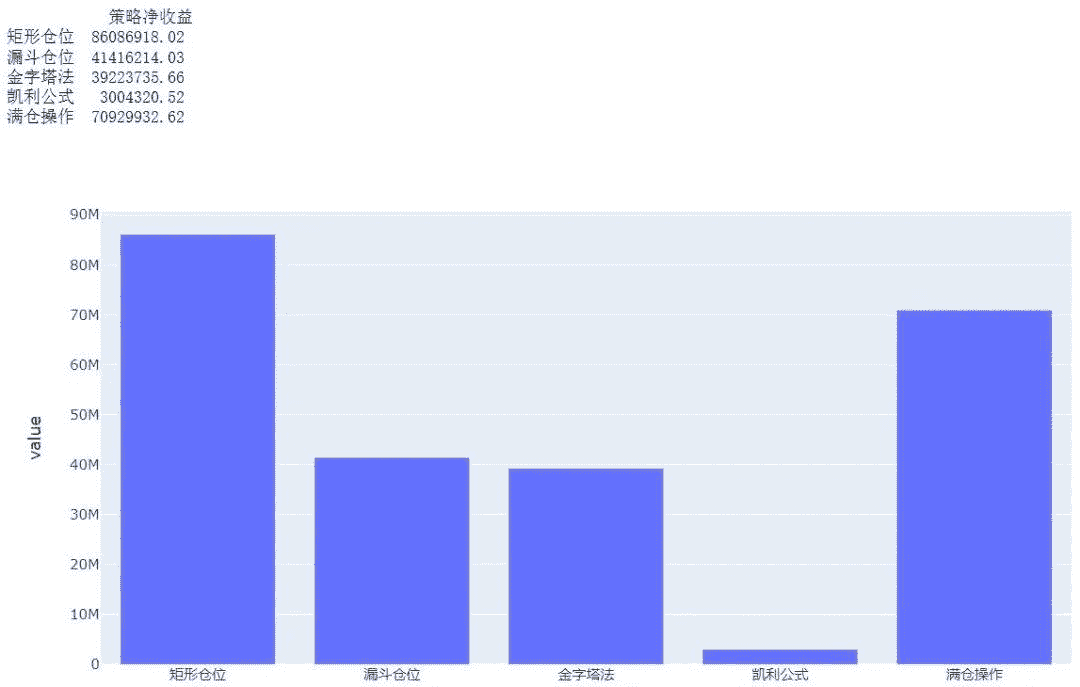 策略净收益
矩形仓位 86086918.02
漏斗仓位 41416214.03
金字塔法 39223735.66
凯利公式 3004320.52
满仓操作 70929932.62
90M
80M
70M
60M
50M
40M
30M
20M
10M
0
value
矩形仓位 漏斗仓位 金字塔法 凯利公式 满仓操作